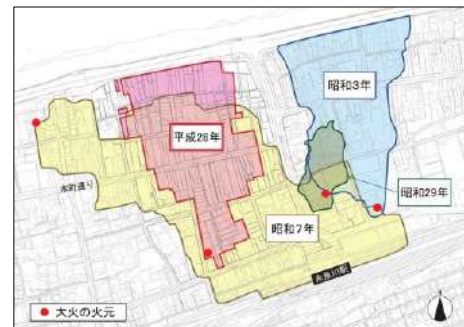 昭和3年
平成28年
昭和29年
本町通り
昭和7年
糸魚川駅
大火の火元